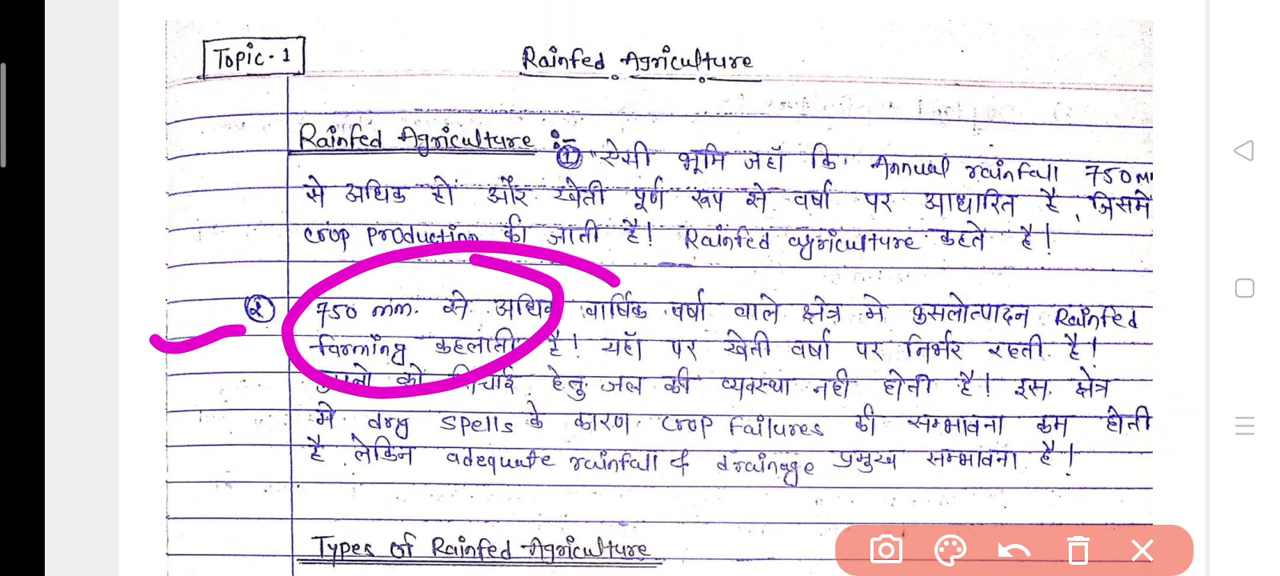 Topic-1
Rainfed Agriculture
Rainfed Agriculture :- ① "ऐसी भूमि जहाँ कि Annual rainfall 750 M
से अधिक हो और खेती पूर्ण रूप से वर्षा पर आधारित है, जिसमें
crop production की जाती है! Rainfed agriculture कहते है!
② 750 mm. से अधिक वार्षिक वर्षा वाले क्षेत्र मे फसलोत्पादन Rainfed
farming कहलाती है! यहाँ पर खेती वर्षा पर निर्भर रहती है!
को सिंचाई हेतु जल की व्यवस्था नही होती है! इस क्षेत्र
मे dry spells के कारण crop failures की सम्भावना कम होती
है लेकिन adequate rainfall & drainage प्रमुख सम्भावना है!
Types of Rainfed Agriculture